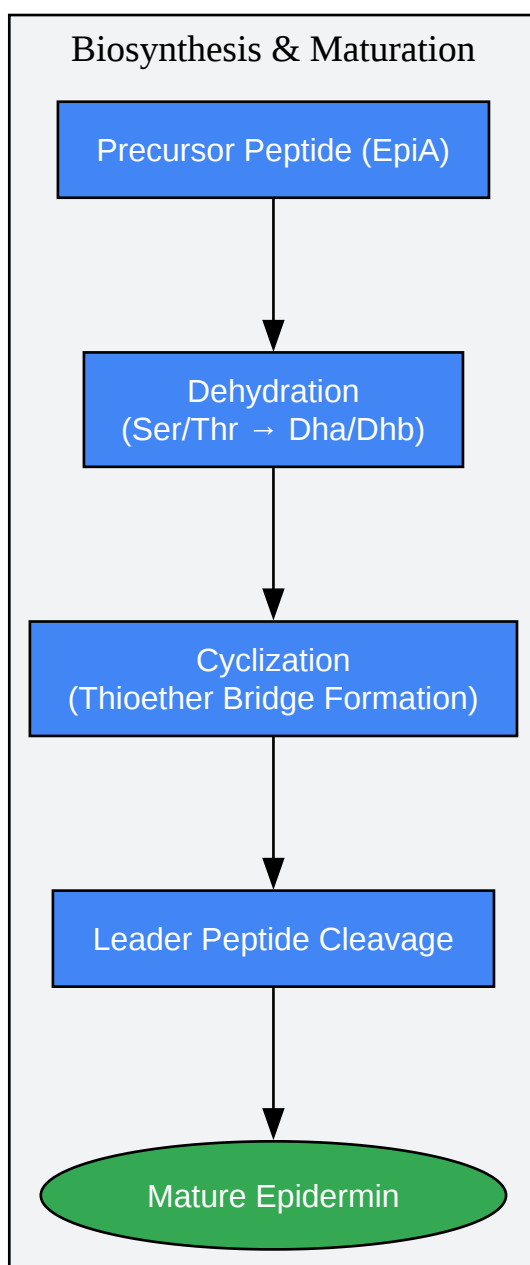 Biosynthesis & Maturation
Precursor Peptide (EpiA)
Dehydration
(Ser/Thr → Dha/Dhb)
Cyclization
(Thioether Bridge Formation)
Leader Peptide Cleavage
Mature Epidermin